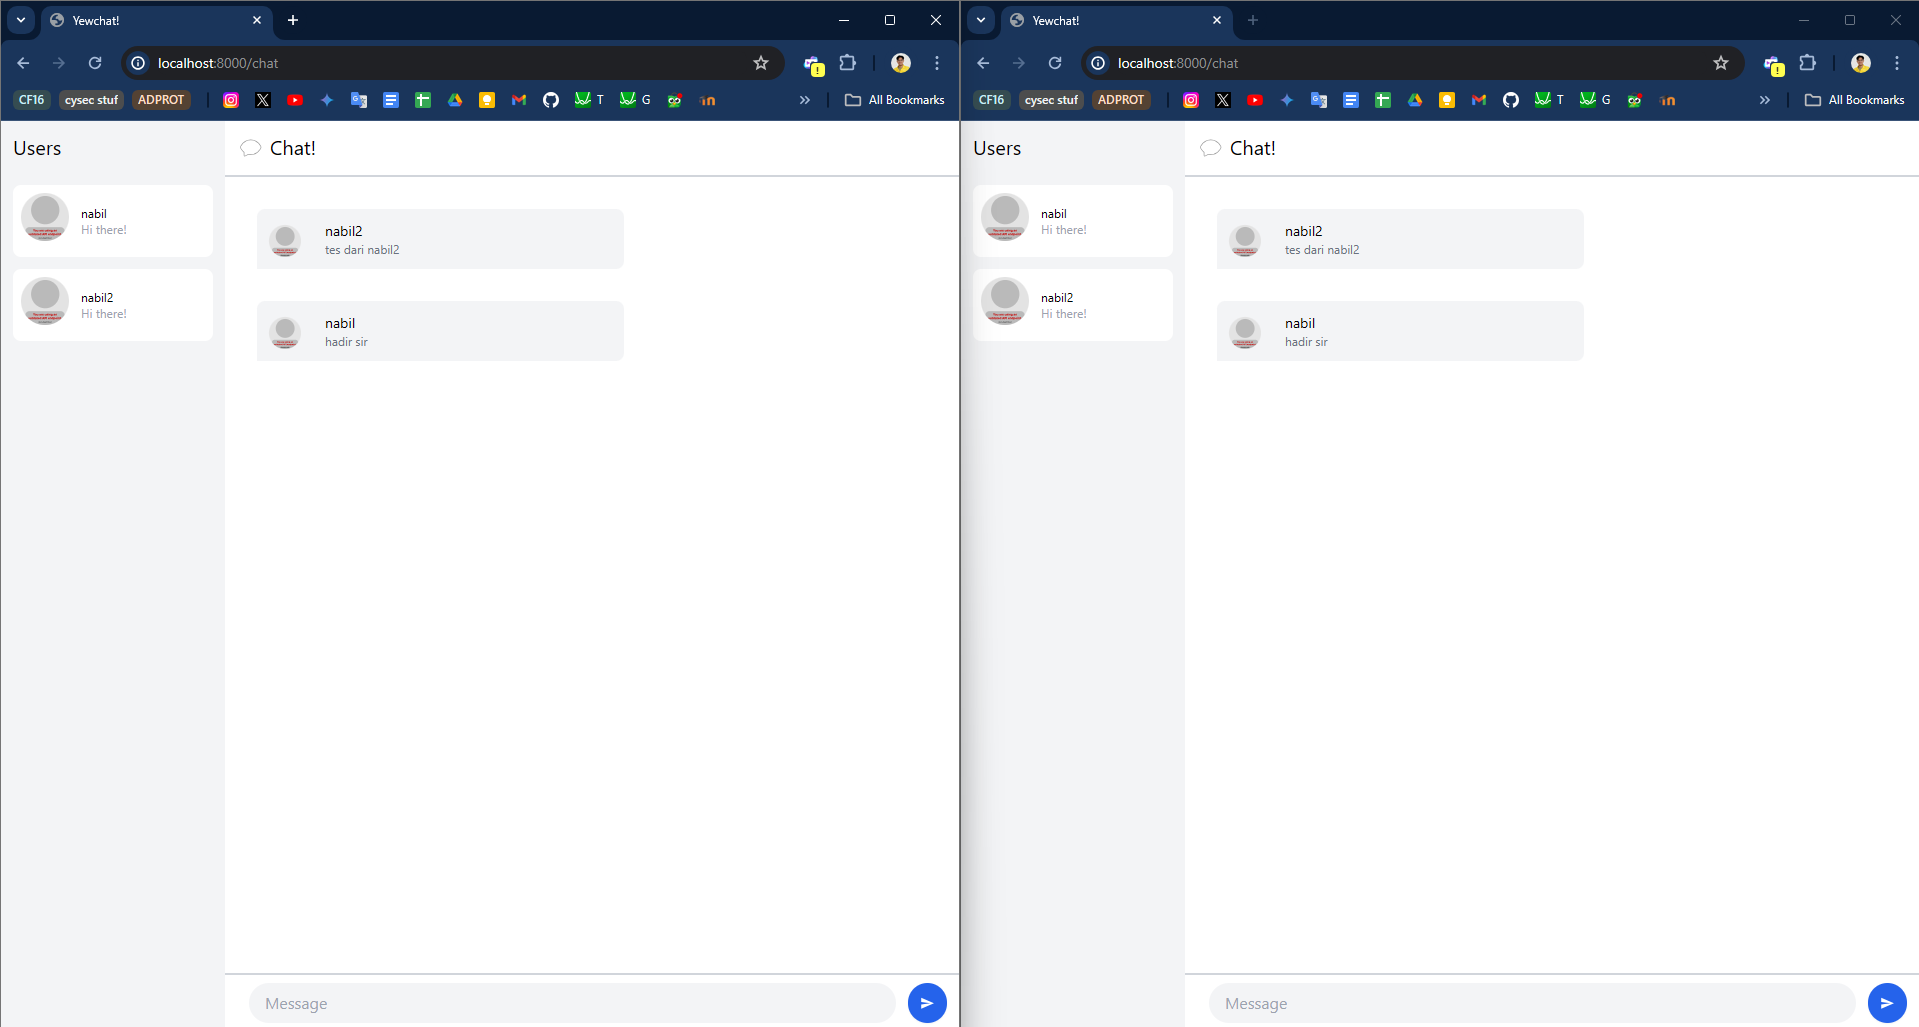 Yewchat!
localhost:8000/chat
CF16 cysec stuf ADPROT T G All Bookmarks
Users
Chat!
nabil
Hi there!
nabil2
Hi there!
nabil2
tes dari nabil2
nabil
hadir sir
Message
Yewchat!
localhost:8000/chat
CF16 cysec stuf ADPROT T G All Bookmarks
Users
Chat!
nabil
Hi there!
nabil2
Hi there!
nabil2
tes dari nabil2
nabil
hadir sir
Message